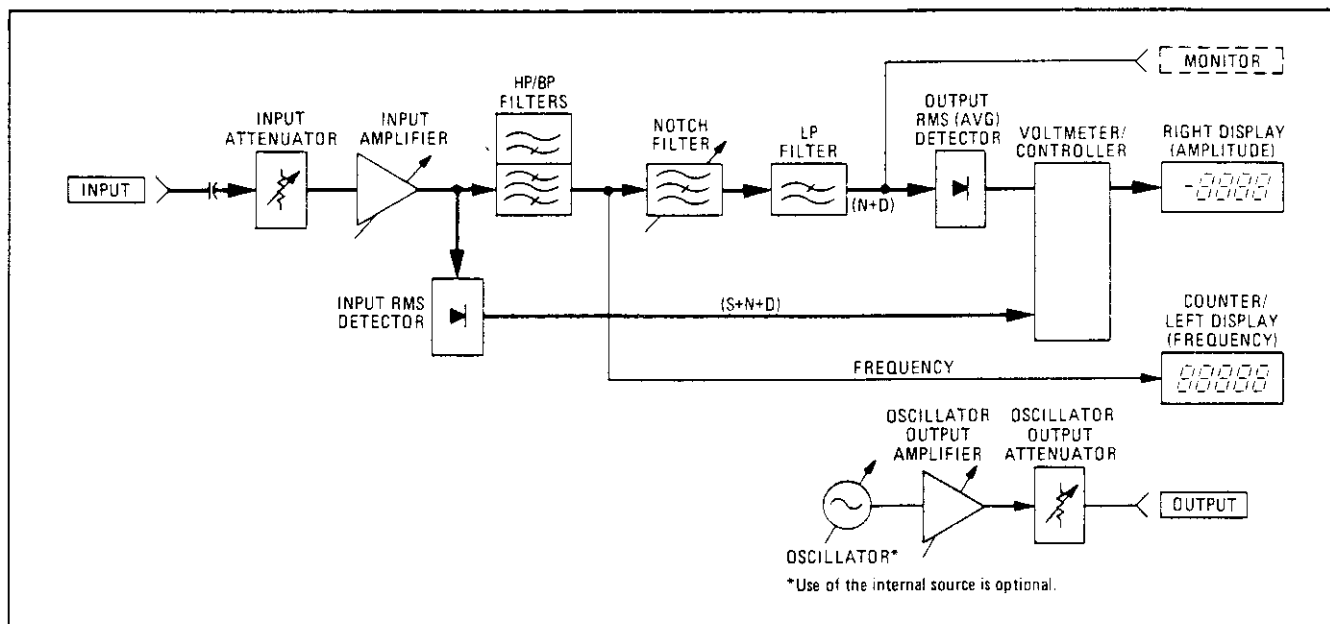 MONITOR
HP/BP
FILTERS
INPUT
ATTENUATOR
INPUT
AMPLIFIER
NOTCH
FILTER
LP
FILTER
OUTPUT
RMS (AVG)
DETECTOR
VOLTMETER/
CONTROLLER
RIGHT DISPLAY
(AMPLITUDE)
INPUT
(N+D)
-0000
INPUT RMS
DETECTOR
(S+N+D)
COUNTER/
LEFT DISPLAY
(FREQUENCY)
FREQUENCY
00000
OSCILLATOR
OUTPUT
AMPLIFIER
OSCILLATOR
OUTPUT
ATTENUATOR
OUTPUT
OSCILLATOR*
*Use of the internal source is optional.